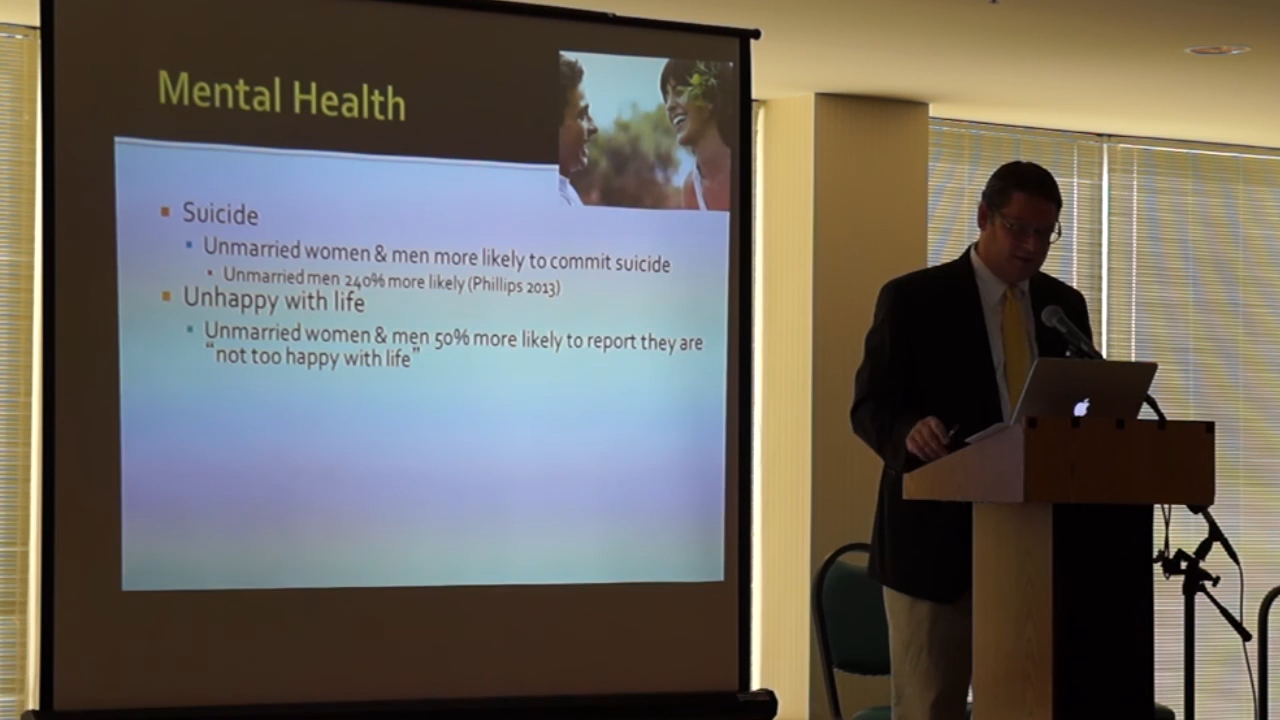 Mental Health
Suicide
Unmarried women & men more likely to commit suicide
Unmarried men 240% more likely (Phillips 2013)
Unhappy with life
Unmarried women & men 50% more likely to report they are
“not too happy with life”